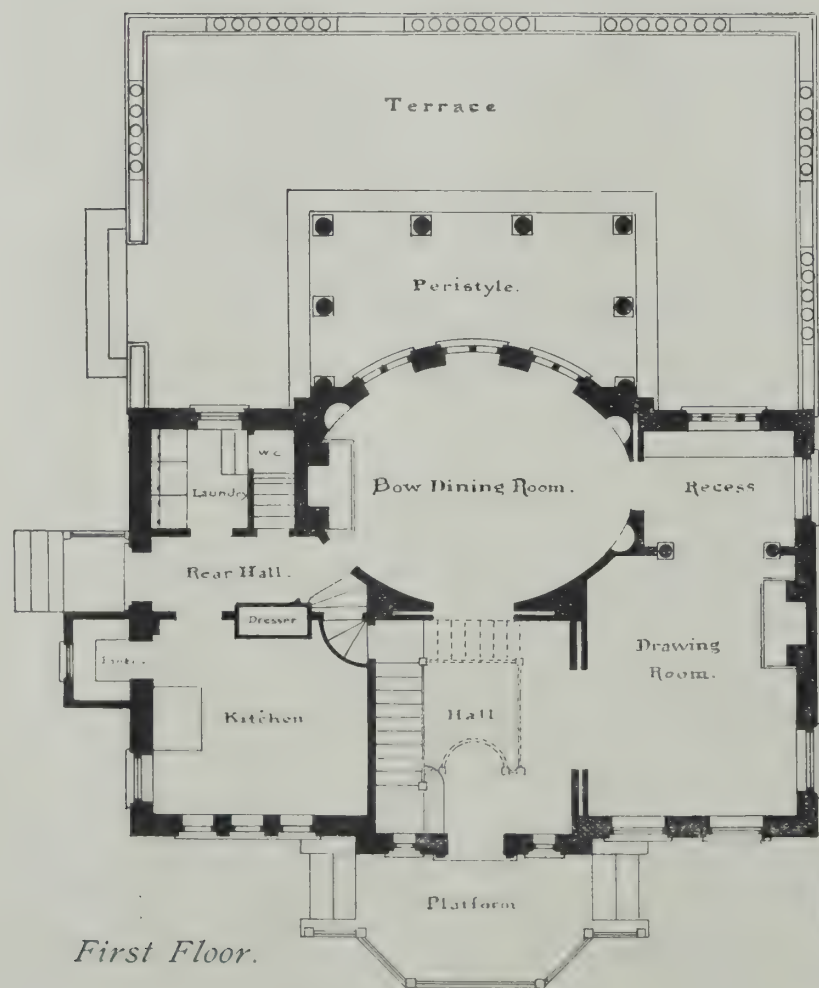 Terrace
Peristyle.
W.C.
Laundry
Bow Dining Room.
Recess
Rear Hall.
Dresser
Drawing
Room.
Kitchen
Hall
Platform
First Floor.